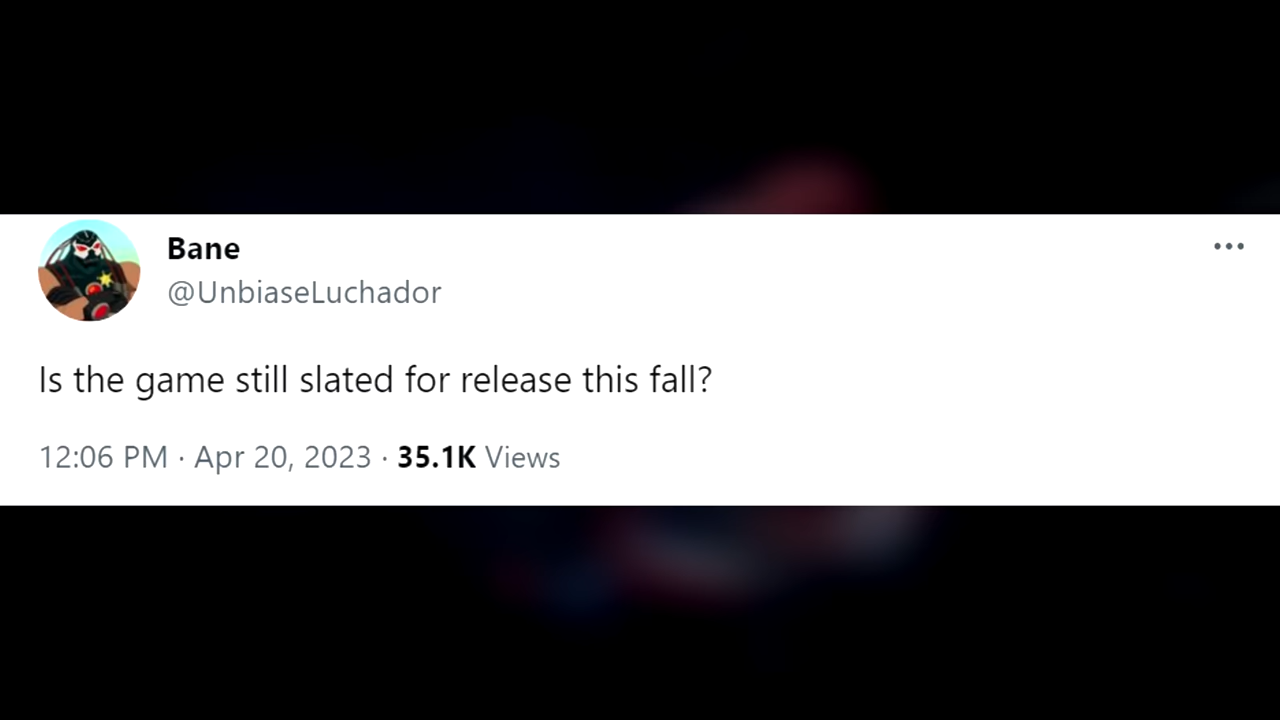 Bane
@UnbiaseLuchador
Is the game still slated for release this fall?
12:06 PM · Apr 20, 2023 · 35.1K Views